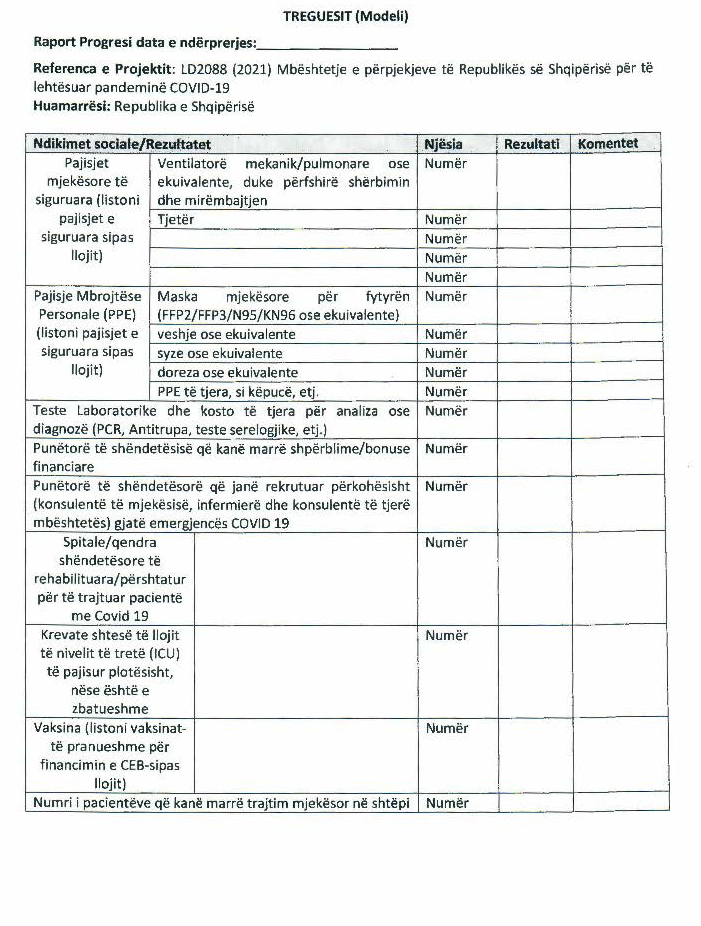 TREGUESIT (Modeli)
Raport Progresi data e ndërprerjes:____________________
Referenca e Projektit: LD2088 (2021) Mbështetje e përpjekjeve të Republikës së Shqipërisë për të
lehtësuar pandeminë COVID-19
Huamarrësi: Republika e Shqipërisë
Ndikimet sociale/Rezultatet Njësia Rezultati Komentet
Pajisjet
mjekësore të
siguruara (listoni
pajisjet e
siguruara sipas
llojit)
Ventilatorë mekanik/pulmonare ose
ekuivalente, duke përfshirë shërbimin
dhe mirëmbajtjen
Numër
Tjetër Numër
Numër
Numër
Numër
Pajisje Mbrojtëse
Personale (PPE)
(listoni pajisjet e
siguruara sipas
llojit)
Maska mjekësore për fytyrën
(FFP2/FFP3/N95/KN96 ose ekuivalente)
Numër
veshje ose ekuivalente Numër
syze ose ekuivalente Numër
doreza ose ekuivalente Numër
PPE të tjera, si këpucë, etj. Numër
Teste Laboratorike dhe kosto të tjera për analiza ose
diagnozë (PCR, Antitrupa, teste serelogjike, etj.)
Numër
Punëtorë të shëndetësisë që kanë marrë shpërblime/bonuse
financiare
Numër
Punëtorë të shëndetësorë që janë rekrutuar përkohësisht
(konsulentë të mjekësisë, infermierë dhe konsulentë të tjerë
mbështetës) gjatë emergjencës COVID 19
Numër
Spitale/qendra
shëndetësore të
rehabilituara/përshtatur
për të trajtuar pacientë
me Covid 19
Numër
Krevate shtesë të llojit
të nivelit të tretë (ICU)
të pajisur plotësisht,
nëse është e
zbatueshme
Numër
Vaksina (listoni vaksinat-
të pranueshme për
financimin e CEB-sipas
llojit)
Numër
Numri i pacientëve që kanë marrë trajtim mjekësor në shtëpi Numër